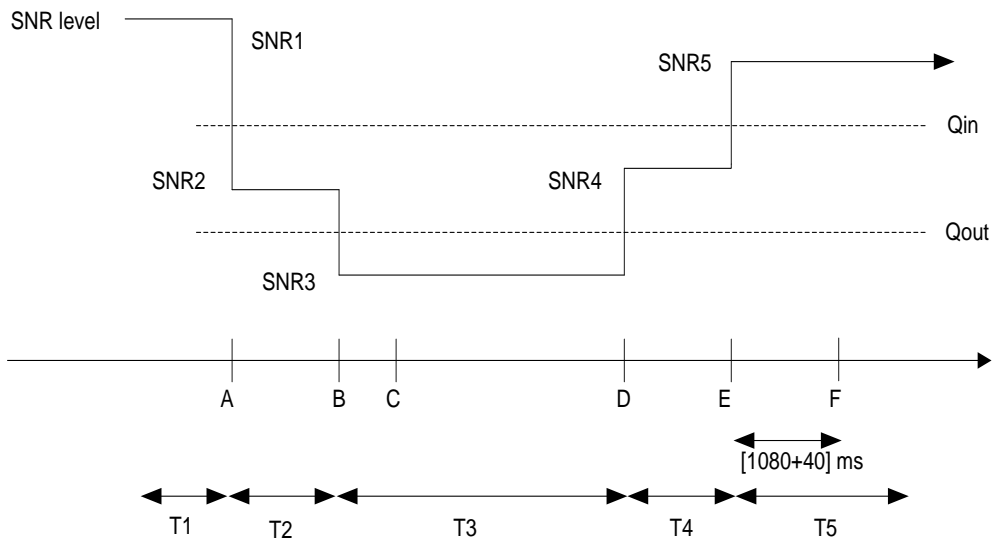 SNR level
SNR1
SNR5
Qin
SNR2
SNR4
Qout
SNR3
A
B
C
D
E
F
[1080+40] ms
T1
T2
T3
T4
T5